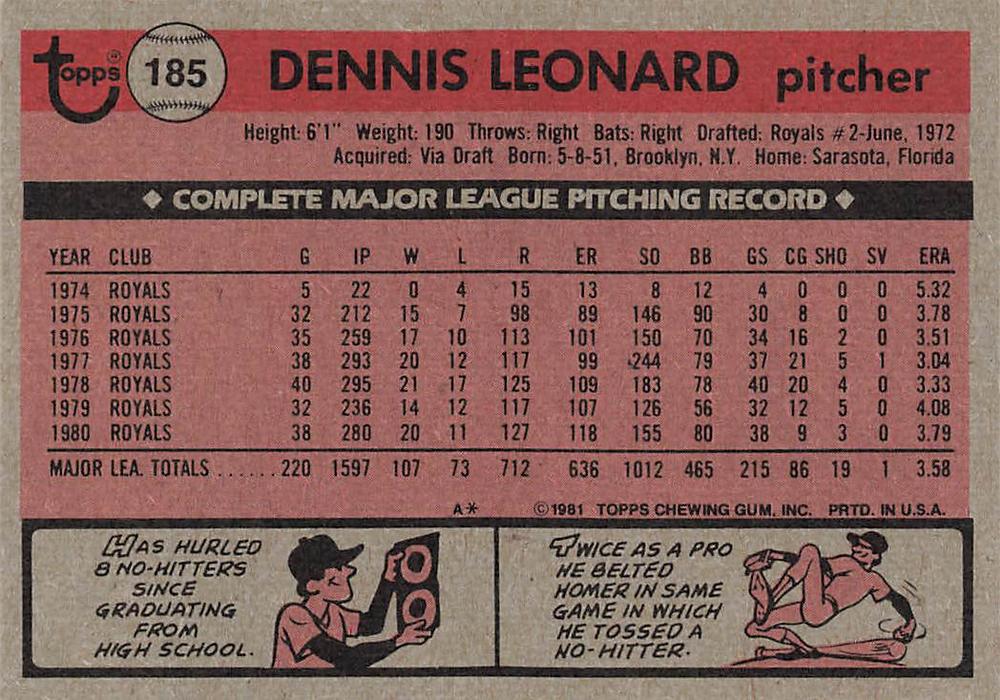 Topps® 185 DENNIS LEONARD pitcher
Height: 6'1" Weight: 190 Throws: Right Bats: Right Drafted: Royals #2-June, 1972
Acquired: Via Draft Born: 5-8-51, Brooklyn, N.Y. Home: Sarasota, Florida
◆ COMPLETE MAJOR LEAGUE PITCHING RECORD ◆
YEAR CLUB G IP W L R ER SO BB GS CG SHO SV ERA
1974 ROYALS 5 22 0 4 15 13 8 12 4 0 0 0 5.32
1975 ROYALS 32 212 15 7 98 89 146 90 30 8 0 0 3.78
1976 ROYALS 35 259 17 10 113 101 150 70 34 16 2 0 3.51
1977 ROYALS 38 293 20 12 117 99 244 79 37 21 5 1 3.04
1978 ROYALS 40 295 21 17 125 109 183 78 40 20 4 0 3.33
1979 ROYALS 32 236 14 12 117 107 126 56 32 12 5 0 4.08
1980 ROYALS 38 280 20 11 127 118 155 80 38 9 3 0 3.79
MAJOR LEA. TOTALS ......220 1597 107 73 712 636 1012 465 215 86 19 1 3.58
A* ©1981 TOPPS CHEWING GUM, INC. PRTD. IN U.S.A.
HAS HURLED
8 NO-HITTERS
SINCE
GRADUATING
FROM
HIGH SCHOOL.
TWICE AS A PRO
HE BELTED
HOMER IN SAME
GAME IN WHICH
HE TOSSED A
NO-HITTER.